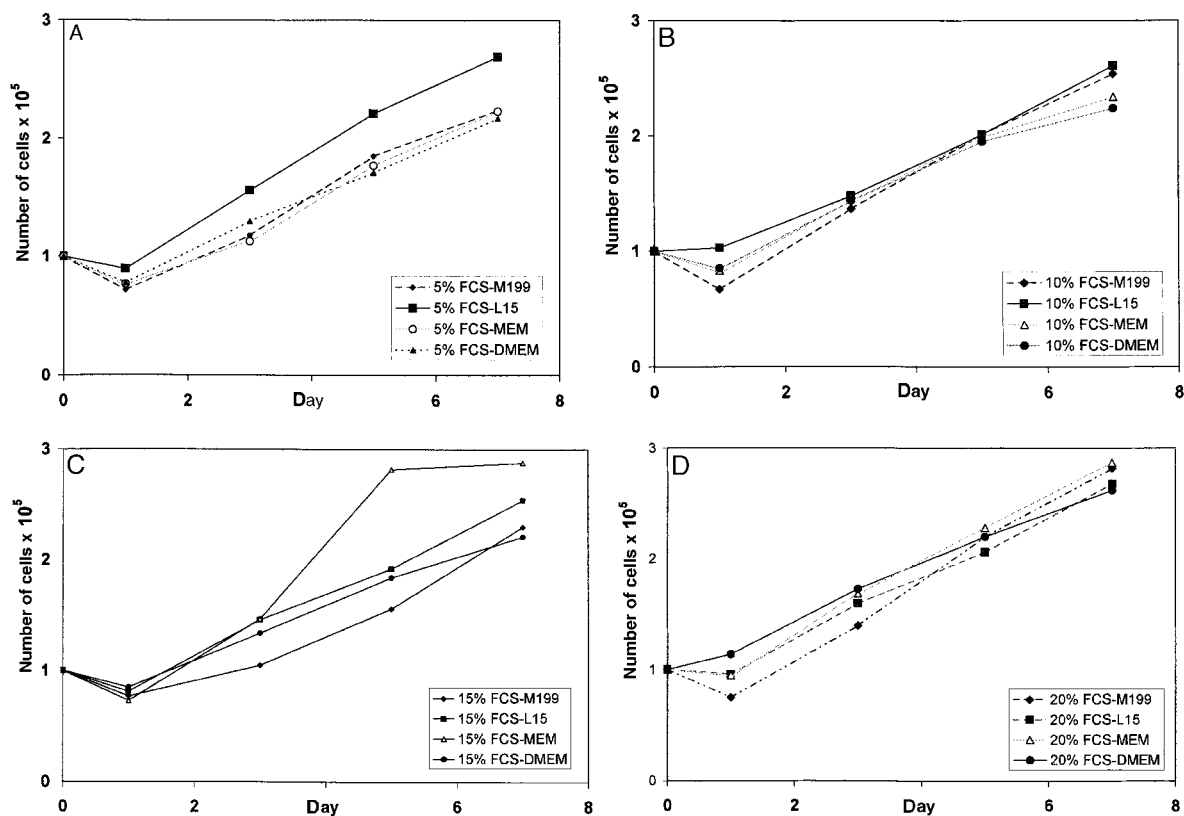 A
Number of cells x 10⁵
3
2
1
0
0 2 4 6 8
Day
5% FCS-M199
5% FCS-L15
5% FCS-MEM
5% FCS-DMEM
B
Number of cells x 10⁵
3
2
1
0
0 2 4 6 8
Day
10% FCS-M199
10% FCS-L15
10% FCS-MEM
10% FCS-DMEM
C
Number of cells x 10⁵
3
2
1
0
0 2 4 6 8
Day
15% FCS-M199
15% FCS-L15
15% FCS-MEM
15% FCS-DMEM
D
Number of cells x 10⁵
3
2
1
0
0 2 4 6 8
Day
20% FCS-M199
20% FCS-L15
20% FCS-MEM
20% FCS-DMEM